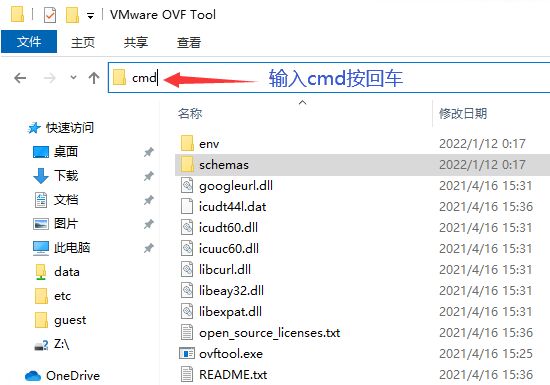 VMware OVF Tool
文件 主页 共享 查看
cmd 输入cmd按回车
名称 修改日期
快速访问
桌面
下载
文档
图片
此电脑
data
etc
guest
Z:\
OneDrive
env 2022/1/12 0:17
schemas 2022/1/12 0:17
googleurl.dll 2021/4/16 15:31
icudt44l.dat 2021/4/16 15:36
icudt60.dll 2021/4/16 15:31
icuuc60.dll 2021/4/16 15:31
libcurl.dll 2021/4/16 15:31
libeay32.dll 2021/4/16 15:31
libexpat.dll 2021/4/16 15:31
open_source_licenses.txt 2021/4/16 15:36
ovftool.exe 2021/4/16 15:25
README.txt 2021/4/16 15:36